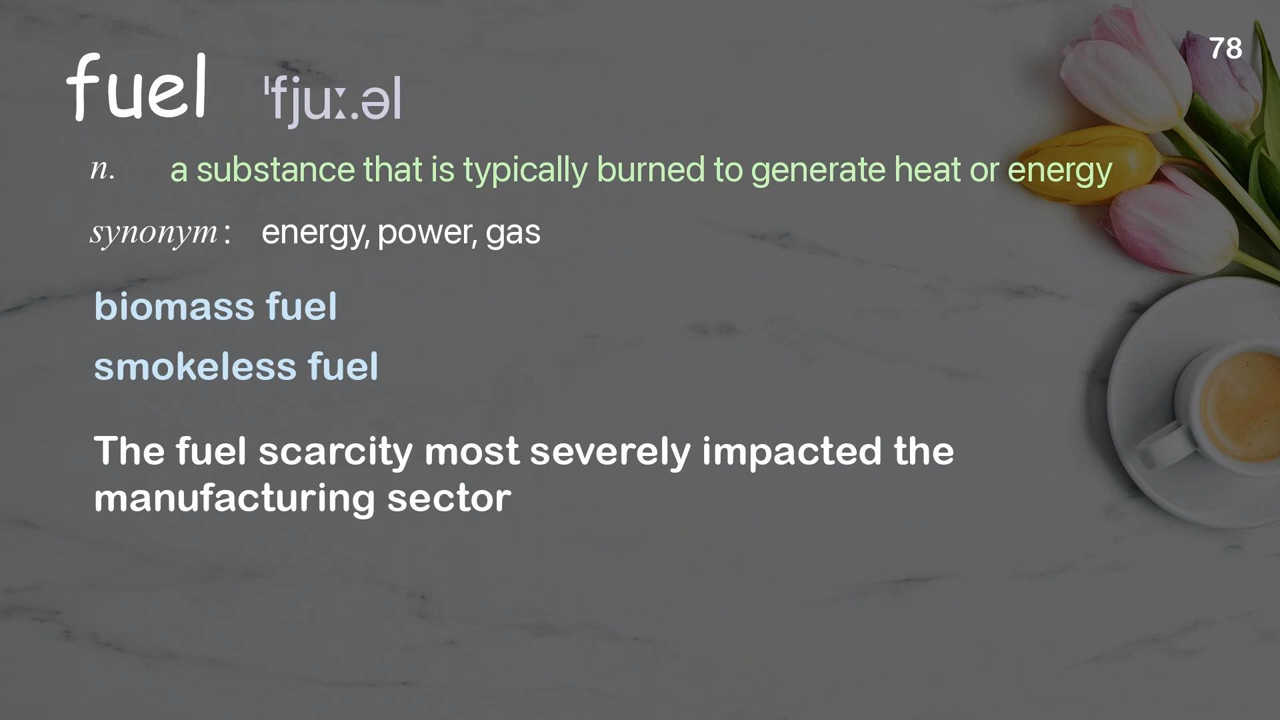 78
fuel ˈfjuː.əl
n. a substance that is typically burned to generate heat or energy
synonym: energy, power, gas
biomass fuel
smokeless fuel
The fuel scarcity most severely impacted the
manufacturing sector